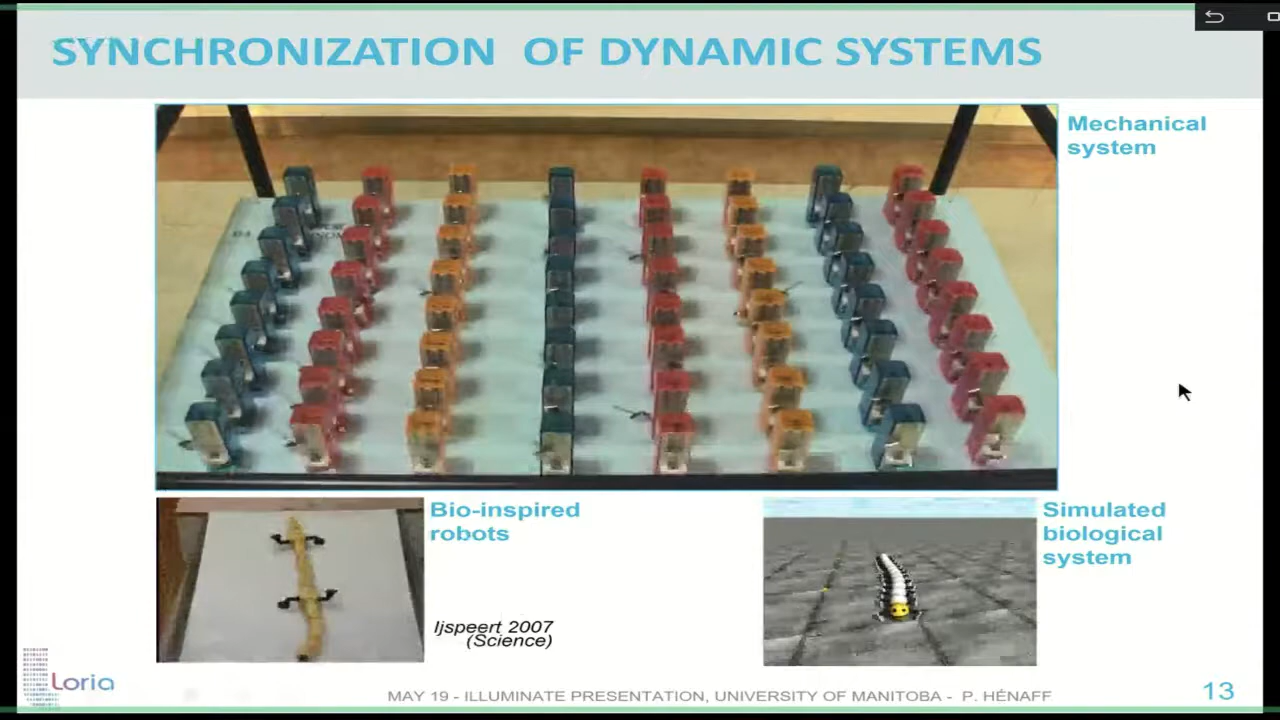 SYNCHRONIZATION OF DYNAMIC SYSTEMS
Mechanical
system
Bio-inspired
robots
Ijspeert 2007
(Science)
Simulated
biological
system
Loria
MAY 19 - ILLUMINATE PRESENTATION, UVERSITY OF MANITOBA - P. HÉNAFF
13